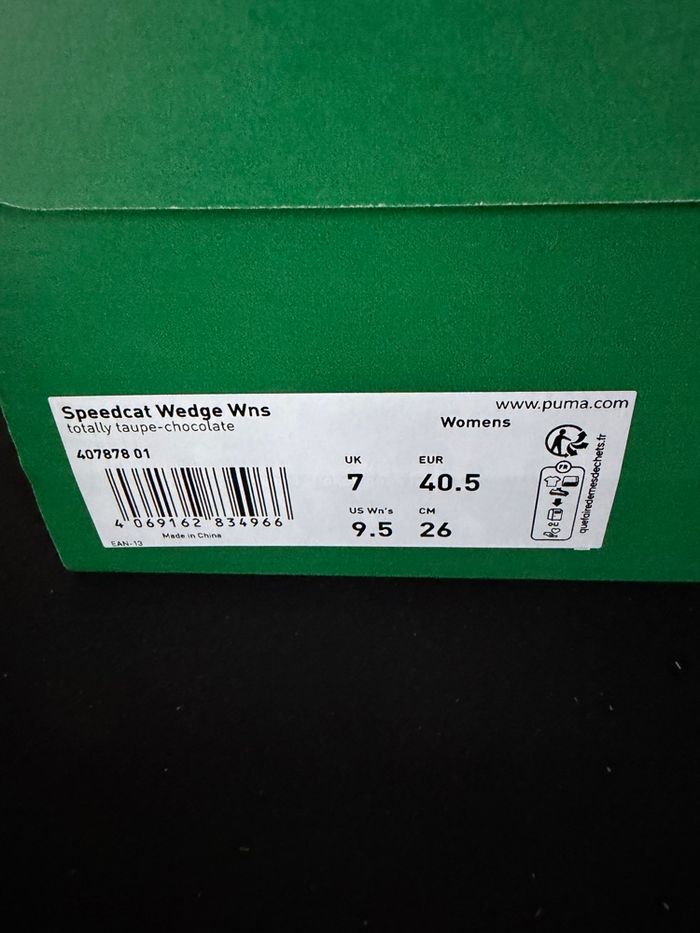 Speedcat Wedge Wns
totally taupe-chocolate
407878 01
4 069162 834966
Made in China
EAN-13
www.puma.com
Womens
UK
7
EUR
40.5
US Wn's
9.5
CM
26
FR
quefairedemesdechets.fr